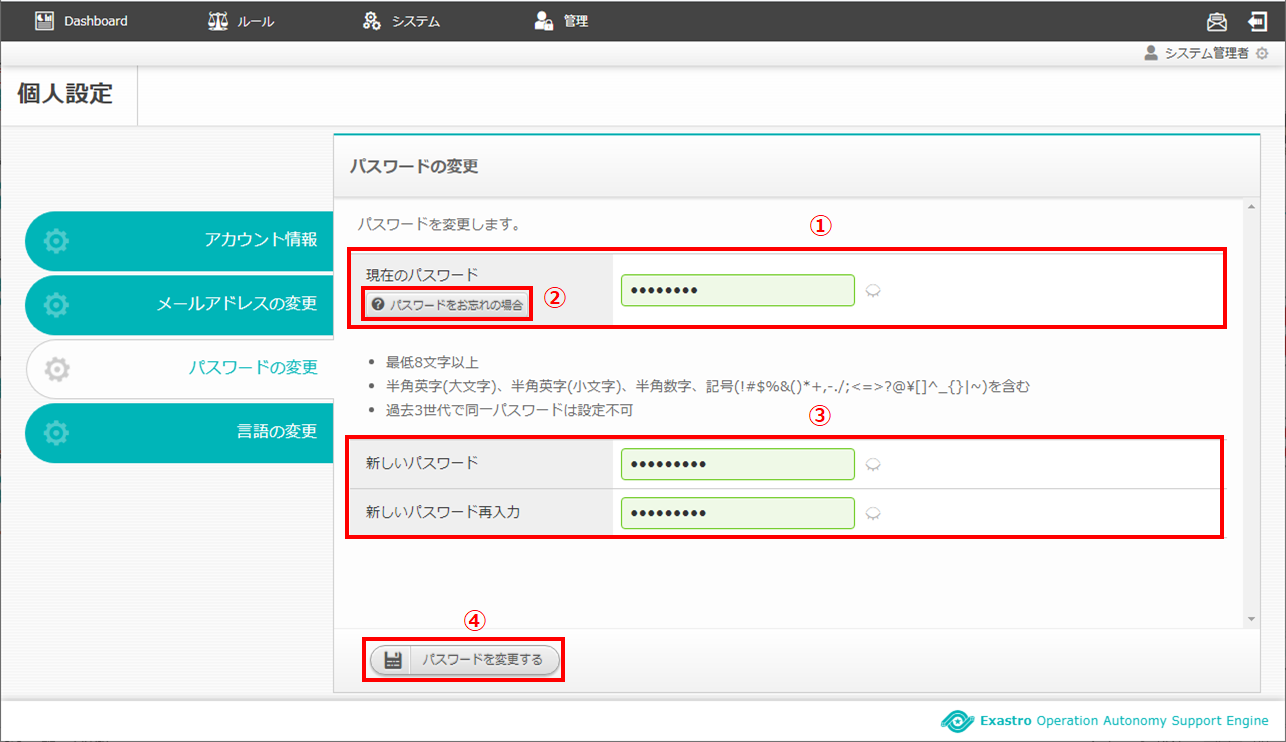 Dashboard ルール システム 管理
システム管理者
個人設定
パスワードの変更
アカウント情報
メールアドレスの変更
パスワードの変更
言語の変更
パスワードを変更します。
①
現在のパスワード
••••••••
? パスワードをお忘れの場合
②
• 最低8文字以上
• 半角英字(大文字)、半角英字(小文字)、半角数字、記号(!#$%&()*+,-./;<=>?@¥[]^_{}|~)を含む
• 過去3世代で同一パスワードは設定不可
③
新しいパスワード
•••••••••
新しいパスワード再入力
•••••••••
④
パスワードを変更する
Exastro Operation Autonomy Support Engine